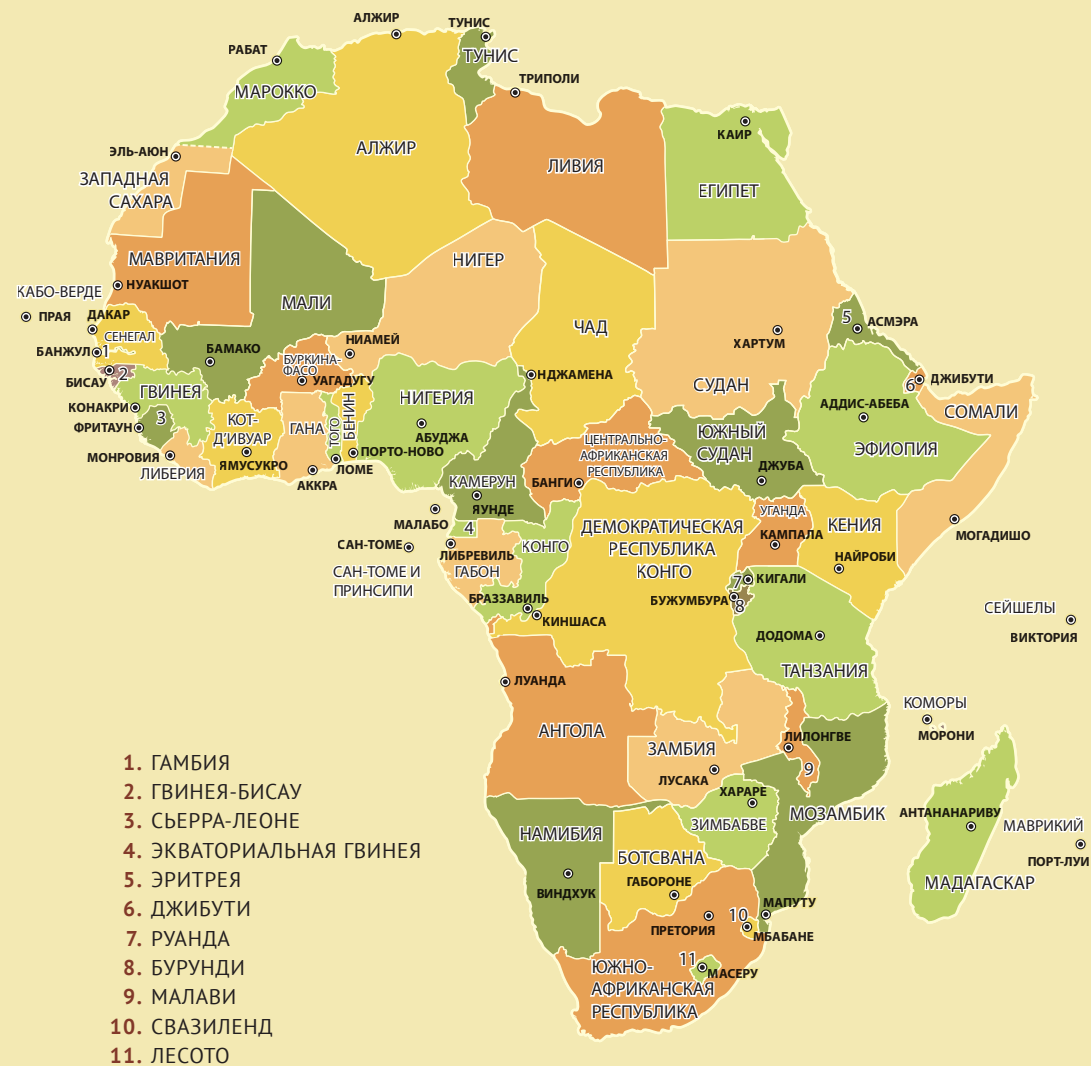 АЛЖИР
ТУНИС
РАБАТ
ТУНИС
МАРОККО
ТРИПОЛИ
КАИР
ЭЛЬ-АЮН
АЛЖИР
ЛИВИЯ
ЗАПАДНАЯ
САХАРА
ЕГИПЕТ
МАВРИТАНИЯ
НИГЕР
НУАКШОТ
КАБО-ВЕРДЕ
ПРАЯ
МАЛИ
ЧАД
ДАКАР
СЕНЕГАЛ
5
АСМЭРА
БАНЖУЛ
1
БАМАКО
НИАМЕЙ
ХАРТУМ
БУРКИНА-
ФАСО
БИСАУ
2
УАГАДУГУ
НДЖАМЕНА
СУДАН
6
ДЖИБУТИ
ГВИНЕЯ
НИГЕРИЯ
АДДИС-АБЕБА
СОМАЛИ
КОНАКРИ
3
ФРИТАУН
КОТ-
Д'ИВУАР
ГАНА
ТОГО
БЕНИН
АБУДЖА
ЮЖНЫЙ
СУДАН
ЭФИОПИЯ
ЦЕНТРАЛЬНО-
АФРИКАНСКАЯ
РЕСПУБЛИКА
МОНРОВИЯ
ЛИБЕРИЯ
ЯМУСУКРО
ПОРТО-НОВО
ЛОМЕ
АККРА
КАМЕРУН
ЯУНДЕ
БАНГИ
ДЖУБА
МАЛАБО
4
ДЕМОКРАТИЧЕСКАЯ
РЕСПУБЛИКА
КОНГО
УГАНДА
КАМПАЛА
КЕНИЯ
МОГАДИШО
САН-ТОМЕ
САН-ТОМЕ И
ПРИНСИПИ
ЛИБРЕВИЛЬ
ГАБОН
КОНГО
НАЙРОБИ
7
КИГАЛИ
БРАЗЗАВИЛЬ
БУЖУМБУРА
8
СЕЙШЕЛЫ
ВИКТОРИЯ
КИНШАСА
ДОДОМА
ТАНЗАНИЯ
ЛУАНДА
АНГОЛА
КОМОРЫ
МОРОНИ
ЗАМБИЯ
ЛУСАКА
ЛИЛОНГВЕ
9
ХАРАРЕ
ЗИМБАБВЕ
МОЗАМБИК
АНТАНАНАРИВУ
МАВРИКИЙ
ПОРТ-ЛУИ
НАМИБИЯ
БОТСВАНА
МАДАГАСКАР
ВИНДХУК
ГАБОРОНЕ
МАПУТУ
ПРЕТОРИЯ
10
МБАБАНЕ
11
МАСЕРУ
ЮЖНО-
АФРИКАНСКАЯ
РЕСПУБЛИКА
1. ГАМБИЯ
2. ГВИНЕЯ-БИСАУ
3. СЬЕРРА-ЛЕОНЕ
4. ЭКВАТОРИАЛЬНАЯ ГВИНЕЯ
5. ЭРИТРЕЯ
6. ДЖИБУТИ
7. РУАНДА
8. БУРУНДИ
9. МАЛАВИ
10. СВАЗИЛЕНД
11. ЛЕСОТО